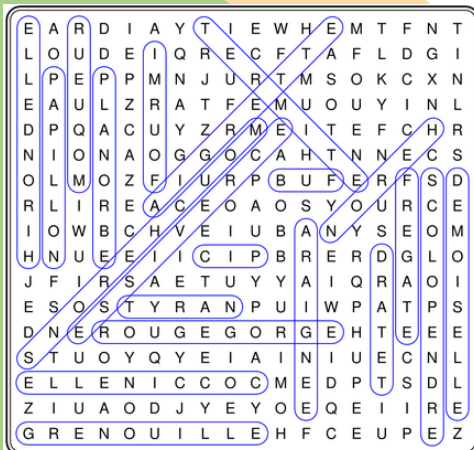 E A R D I A Y T I E W H E M T F N T
L O U D E I Q R E C F T A F L D G I
L P E P P M N J U R T M S O K C X N
E A U L Z R A T F E M U O U Y I N L
D P Q A C U Y Z R M E I T E F C H R
N I O N A O G G O C A H T N N E C S
O L M O Z F I U R P B U F E R F S D
R L I R E A C E O A O S Y O U R C E
I O W B C H V E I U B A N Y S E O M
H N U E E I I C I P B R E R D G L O
J F I R S A E T U Y Y A I Q R A O I
E S O S T Y R A N P U I W P A T P S
D N E R O U G E G O R G E H T E E E
S T U O Y Q Y E I A I N I U E C N L
E L L E N I C C O C M E D P T S D L
Z I U A O D J Y E Y O E Q E I I R E
G R E N O U I L L E H F C E U P E Z